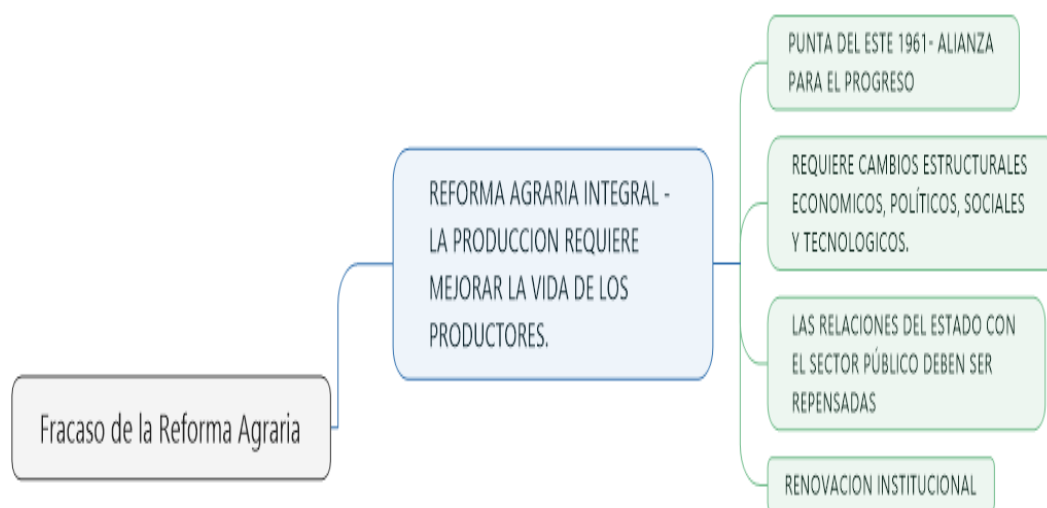 Fracaso de la Reforma Agraria
REFORMA AGRARIA INTEGRAL -
LA PRODUCCION REQUIERE
MEJORAR LA VIDA DE LOS
PRODUCTORES.
PUNTA DEL ESTE 1961- ALIANZA
PARA EL PROGRESO
REQUIERE CAMBIOS ESTRUCTURALES
ECONOMICOS, POLÍTICOS, SOCIALES
Y TECNOLOGICOS.
LAS RELACIONES DEL ESTADO CON
EL SECTOR PÚBLICO DEBEN SER
REPENSADAS
RENOVACION INSTITUCIONAL